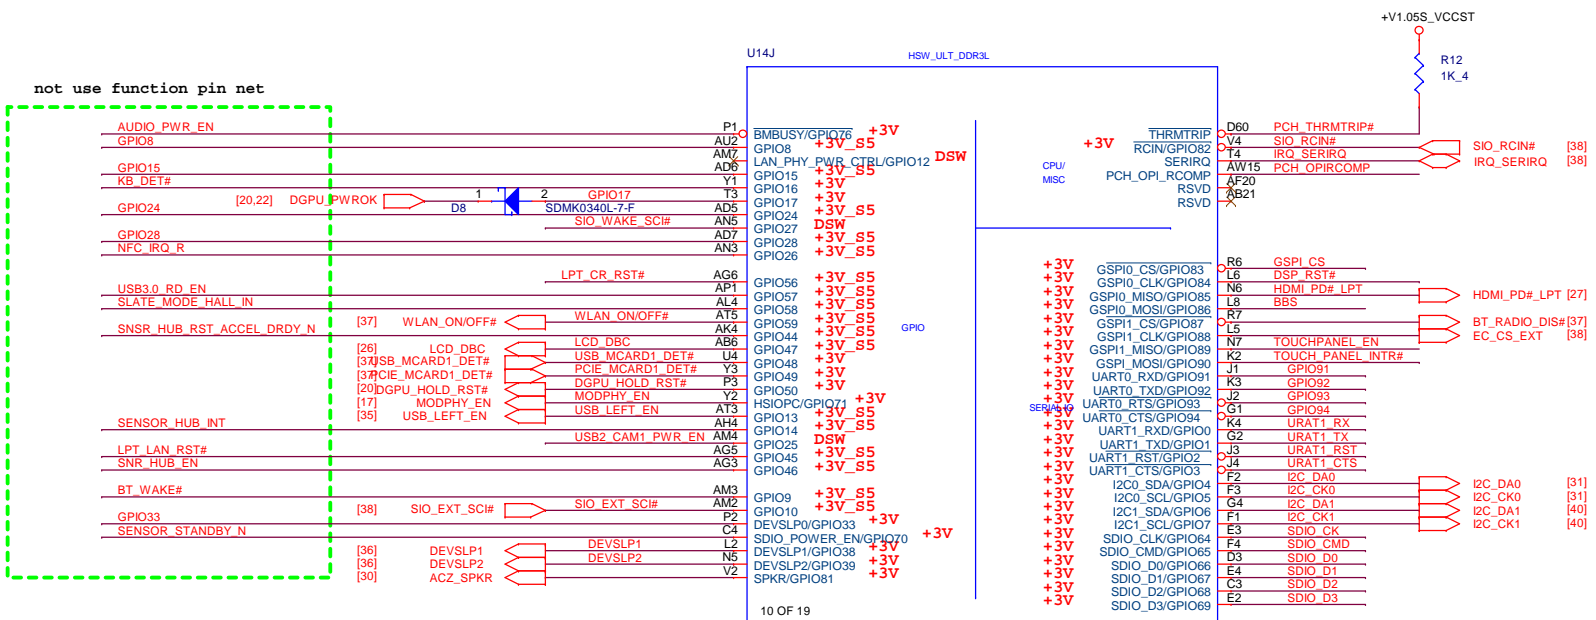 +V1.05S_VCCST
U14J HSW_ULT_DDR3L
R12
1K_4
not use function pin net
AUDIO_PWR_EN P1 BMBUSY/GPIO76 +3V
GPIO8 AU2 GPIO8 +3V_S5
AM7 LAN_PHY_PWR_CTRL/GPIO12 DSW
GPIO15 AD6 GPIO15 +3V_S5
KB_DET# Y1 GPIO16 +3V
[20,22] DGPU_PWROK 1 D8 2 SDMK0340L-7-F GPIO17 T3 GPIO17 +3V
GPIO24 AD5 GPIO24 +3V_S5
SIO_WAKE_SCI# AN5 GPIO27 DSW
GPIO28 AD7 GPIO28 +3V_S5
NFC_IRQ_R AN3 GPIO26 +3V_S5
LPT_CR_RST# AG6 GPIO56 +3V_S5
USB3.0_RD_EN AP1 GPIO57 +3V_S5
SLATE_MODE_HALL_IN AL4 GPIO58 +3V_S5
[37] WLAN_ON/OFF# WLAN_ON/OFF# AT5 GPIO59 +3V_S5
SNSR_HUB_RST_ACCEL_DRDY_N AK4 GPIO44 +3V_S5
[26] LCD_DBC LCD_DBC AB6 GPIO47 +3V_S5
[37] USB_MCARD1_DET# USB_MCARD1_DET# U4 GPIO48 +3V
[37] PCIE_MCARD1_DET# PCIE_MCARD1_DET# Y3 GPIO49 +3V
[20] DGPU_HOLD_RST# DGPU_HOLD_RST# P3 GPIO50 +3V
[17] MODPHY_EN MODPHY_EN Y2 HSIOPC/GPIO71 +3V
[35] USB_LEFT_EN USB_LEFT_EN AT3 GPIO13 +3V_S5
SENSOR_HUB_INT AH4 GPIO14 +3V_S5
USB2_CAM1_PWR_EN AM4 GPIO25 DSW
LPT_LAN_RST# AG5 GPIO45 +3V_S5
SNR_HUB_EN AG3 GPIO46 +3V_S5
BT_WAKE# AM3 GPIO9 +3V_S5
[38] SIO_EXT_SCI# SIO_EXT_SCI# AM2 GPIO10 +3V_S5
GPIO33 P2 DEVSLP0/GPIO33 +3V
SENSOR_STANDBY_N C4 SDIO_POWER_EN/GPIO70 +3V
[36] DEVSLP1 DEVSLP1 L2 DEVSLP1/GPIO38 +3V
[36] DEVSLP2 DEVSLP2 N5 DEVSLP2/GPIO39 +3V
[30] ACZ_SPKR V2 SPKR/GPIO81 +3V
10 OF 19
CPU/
MISC
GPIO
SERIAL IO
THRMTRIP D60 PCH_THRMTRIP#
+3V RCIN/GPIO82 V4 SIO_RCIN# SIO_RCIN# [38]
SERIRQ T4 IRQ_SERIRQ IRQ_SERIRQ [38]
PCH_OPI_RCOMP AW15 PCH_OPIRCOMP
RSVD AF20
RSVD AB21
+3V GSPI0_CS/GPIO83 R6 GSPI_CS
+3V GSPI0_CLK/GPIO84 L6 DSP_RST#
+3V GSPI0_MISO/GPIO85 N6 HDMI_PD#_LPT HDMI_PD#_LPT [27]
+3V GSPI0_MOSI/GPIO86 L8 BBS
+3V GSPI1_CS/GPIO87 R7 BT_RADIO_DIS# [37]
+3V GSPI1_CLK/GPIO88 L5 EC_CS_EXT [38]
+3V GSPI1_MISO/GPIO89 N7 TOUCHPANEL_EN
+3V GSPI_MOSI/GPIO90 K2 TOUCH_PANEL_INTR#
+3V UART0_RXD/GPIO91 J1 GPIO91
+3V UART0_TXD/GPIO92 K3 GPIO92
+3V UART0_RTS/GPIO93 J2 GPIO93
+3V UART0_CTS/GPIO94 G1 GPIO94
+3V UART1_RXD/GPIO0 K4 URAT1_RX
+3V UART1_TXD/GPIO1 G2 URAT1_TX
+3V UART1_RST/GPIO2 J3 URAT1_RST
+3V UART1_CTS/GPIO3 J4 URAT1_CTS
+3V I2C0_SDA/GPIO4 F2 I2C_DA0 I2C_DA0 [31]
+3V I2C0_SCL/GPIO5 F3 I2C_CK0 I2C_CK0 [31]
+3V I2C1_SDA/GPIO6 G4 I2C_DA1 I2C_DA1 [40]
+3V I2C1_SCL/GPIO7 F1 I2C_CK1 I2C_CK1 [40]
+3V SDIO_CLK/GPIO64 E3 SDIO_CK
+3V SDIO_CMD/GPIO65 F4 SDIO_CMD
+3V SDIO_D0/GPIO66 D3 SDIO_D0
+3V SDIO_D1/GPIO67 E4 SDIO_D1
+3V SDIO_D2/GPIO68 C3 SDIO_D2
+3V SDIO_D3/GPIO69 E2 SDIO_D3